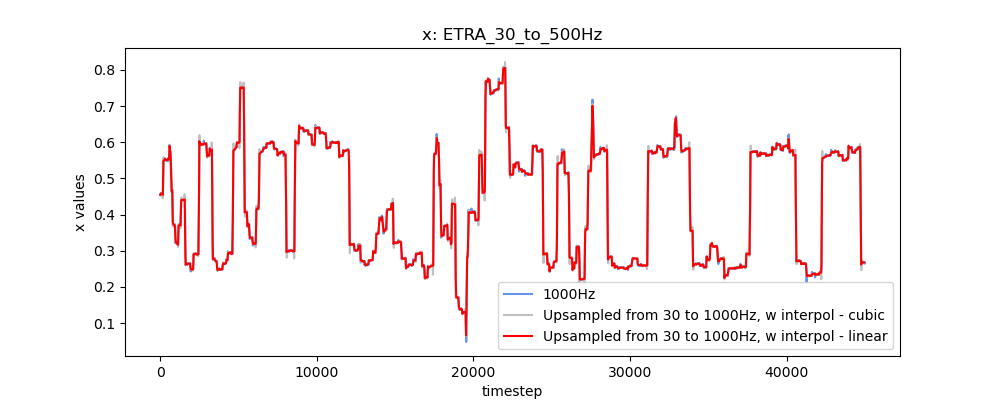 x: ETRA_30_to_500Hz
0.8
0.7
0.6
0.5
0.4
0.3
0.2
0.1
x values
1000Hz
Upsampled from 30 to 1000Hz, w interpol - cubic
Upsampled from 30 to 1000Hz, w interpol - linear
0 10000 20000 30000 40000
timestep